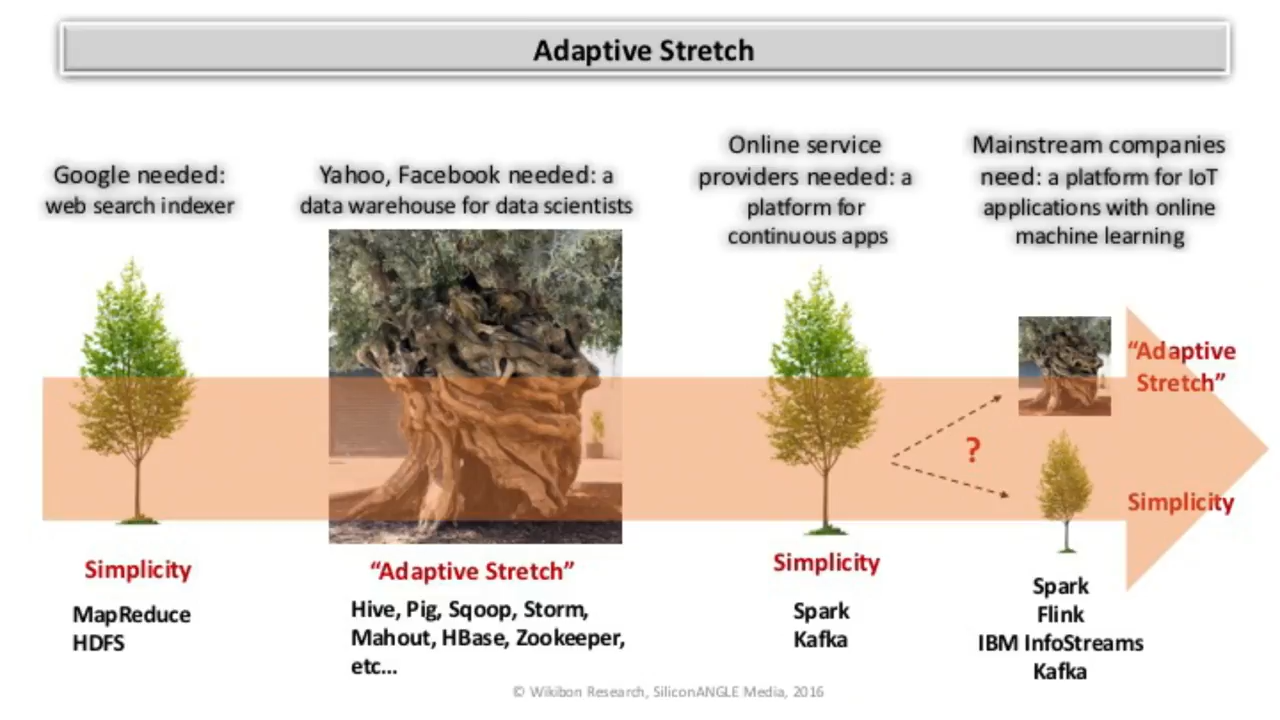 Adaptive Stretch
Google needed:
web search indexer
Yahoo, Facebook needed: a
data warehouse for data scientists
Online service
providers needed: a
platform for
continuous apps
Mainstream companies
need: a platform for IoT
applications with online
machine learning
“Adaptive
Stretch”
?
Simplicity
Simplicity
MapReduce
HDFS
“Adaptive Stretch”
Hive, Pig, Sqoop, Storm,
Mahout, HBase, Zookeeper,
etc...
Simplicity
Spark
Kafka
Spark
Flink
IBM InfoStreams
Kafka
© Wikibon Research, SiliconANGLE Media, 2016